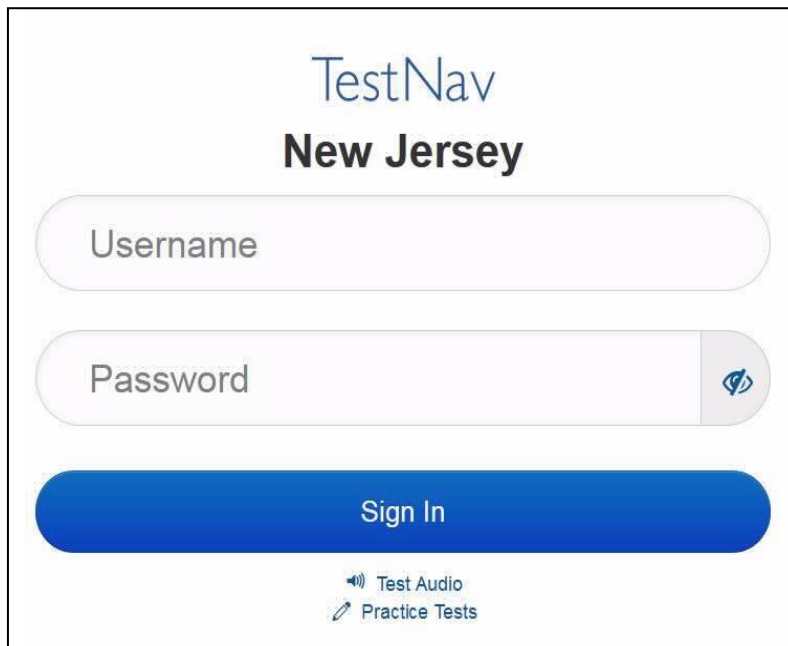 TestNav
New Jersey
Username
Password
Sign In
Test Audio
Practice Tests